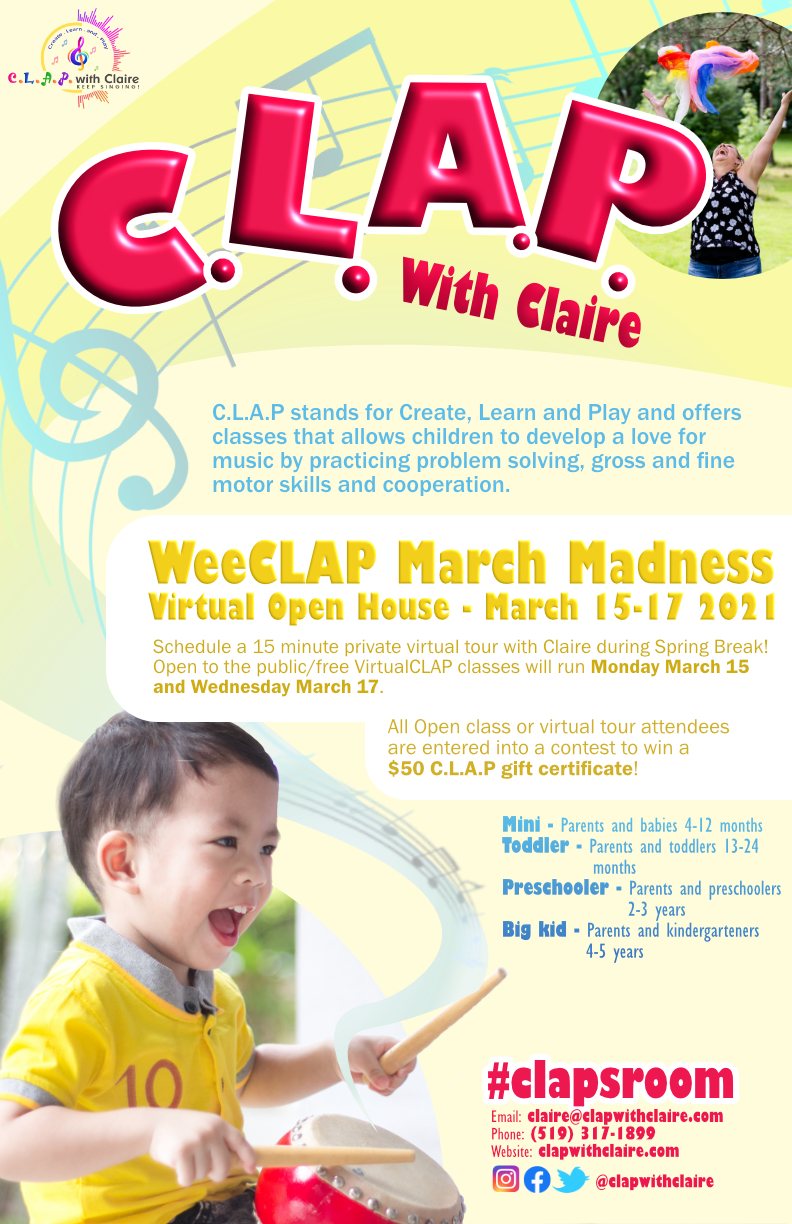 Create . Learn . and . Play
C.L.A.P. with Claire
KEEP SINGING!
C.L.A.P.
With Claire
C.L.A.P stands for Create, Learn and Play and offers
classes that allows children to develop a love for
music by practicing problem solving, gross and fine
motor skills and cooperation.
WeeCLAP March Madness
Virtual Open House - March 15-17 2021
Schedule a 15 minute private virtual tour with Claire during Spring Break!
Open to the public/free VirtualCLAP classes will run Monday March 15
and Wednesday March 17.
All Open class or virtual tour attendees
are entered into a contest to win a
$50 C.L.A.P gift certificate!
Mini - Parents and babies 4-12 months
Toddler - Parents and toddlers 13-24
months
Preschooler - Parents and preschoolers
2-3 years
Big kid - Parents and kindergarteners
4-5 years
10
#clapsroom
Email: claire@clapwithclaire.com
Phone: (519) 317-1899
Website: clapwithclaire.com
@clapwithclaire